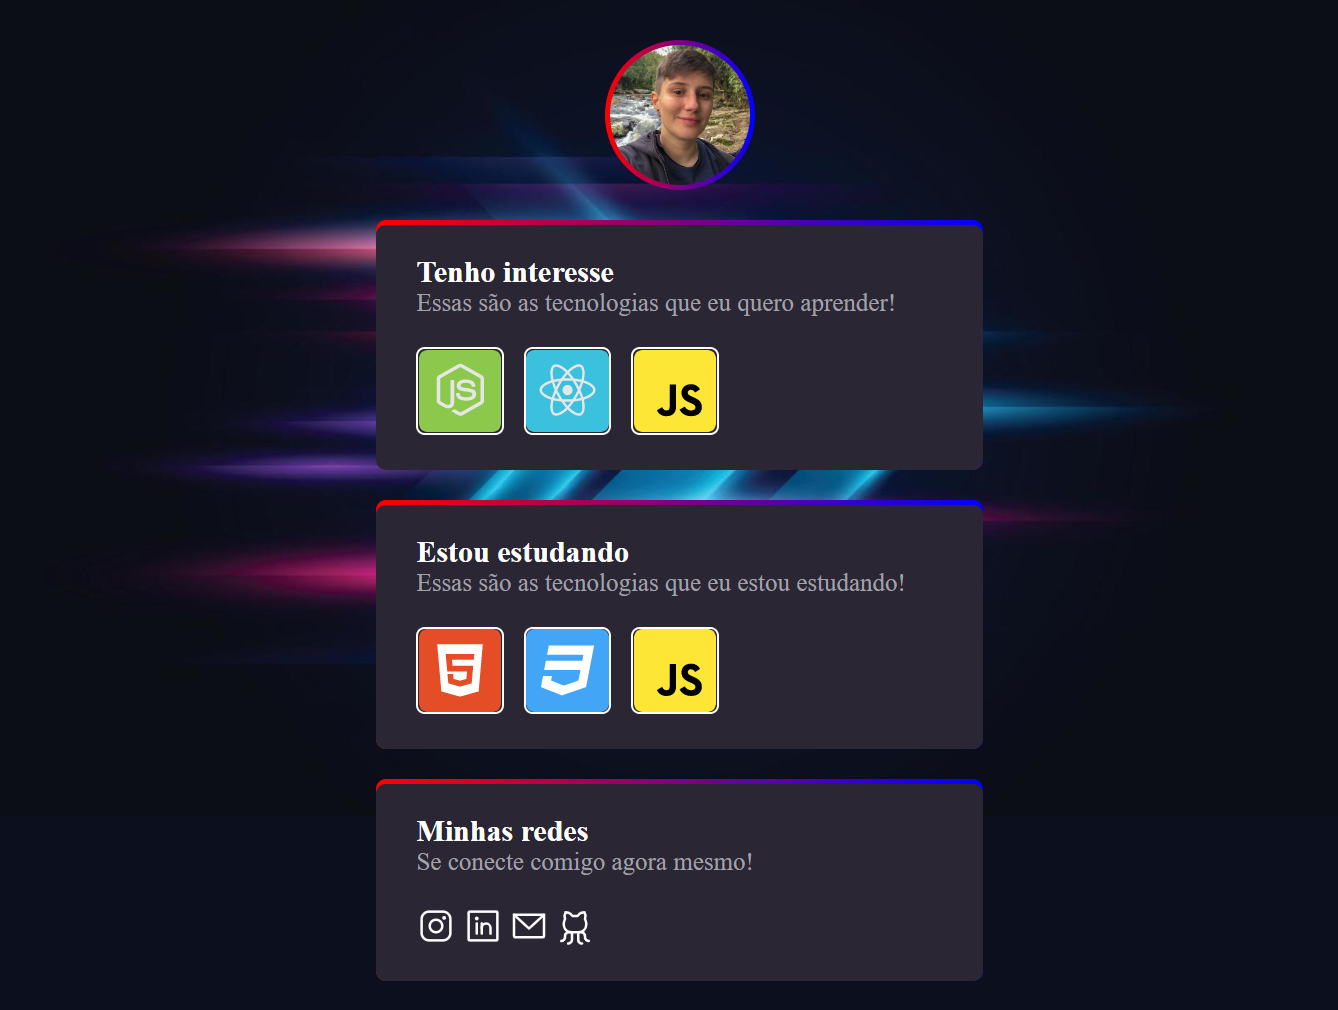 Tenho interesse
Essas são as tecnologias que eu quero aprender!
JS
JS
Estou estudando
Essas são as tecnologias que eu estou estudando!
5
3
JS
Minhas redes
Se conecte comigo agora mesmo!
in